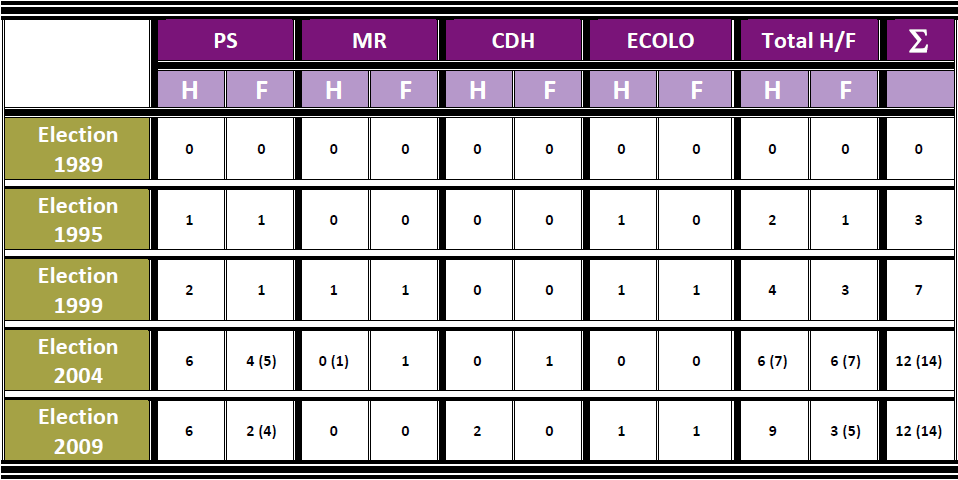 PS MR CDH ECOLO Total H/F Σ
H F H F H F H F H F
Election 1989 0 0 0 0 0 0 0 0 0 0 0
Election 1995 1 1 0 0 0 0 1 0 2 1 3
Election 1999 2 1 1 1 0 0 1 1 4 3 7
Election 2004 6 4 (5) 0 (1) 1 0 1 0 0 6 (7) 6 (7) 12 (14)
Election 2009 6 2 (4) 0 0 2 0 1 1 9 3 (5) 12 (14)